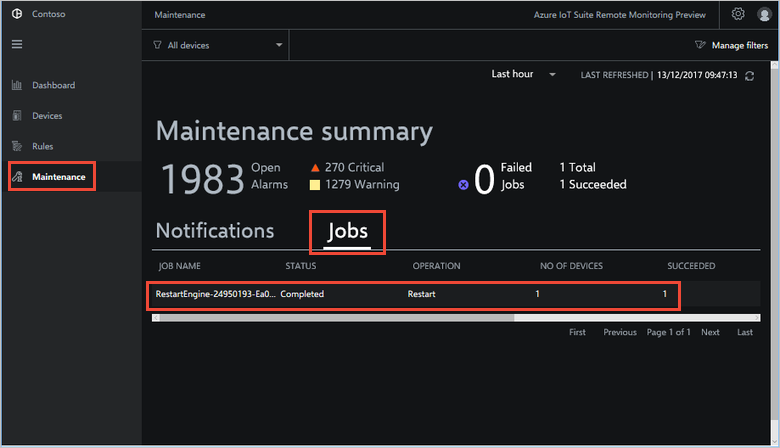 Contoso
Maintenance
Azure IoT Suite Remote Monitoring Preview
All devices
Manage filters
Last hour
LAST REFRESHED | 13/12/2017 09:47:13
Dashboard
Devices
Rules
Maintenance
Maintenance summary
1983 Open Alarms
270 Critical
1279 Warning
0 Failed Jobs
1 Total
1 Succeeded
Notifications
Jobs
JOB NAME STATUS OPERATION NO OF DEVICES SUCCEEDED
RestartEngine-24950193-Ea0... Completed Restart 1 1
First Previous Page 1 of 1 Next Last